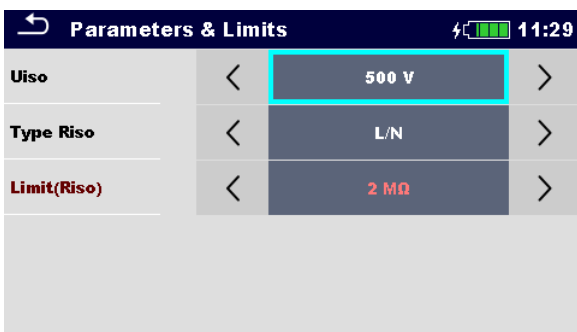 Parameters & Limits 11:29
Uiso 500 V
Type Riso L/N
Limit(Riso) 2 MΩ